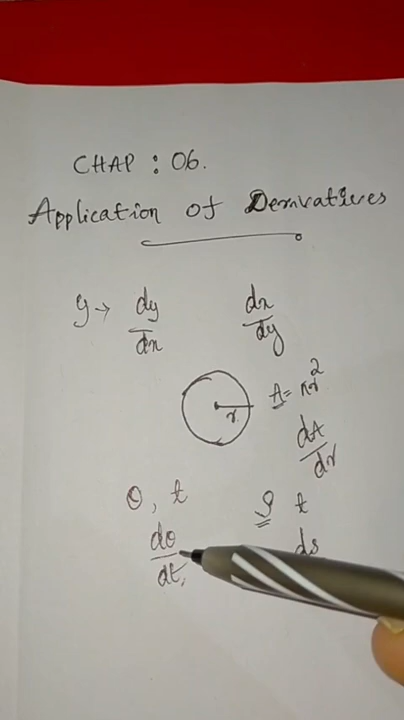 CHAP : 06.
Application of Derivatives
y → dy/dx dx/dy
r A = πr²
dA/dr
θ, t S t
dθ/dt, ds